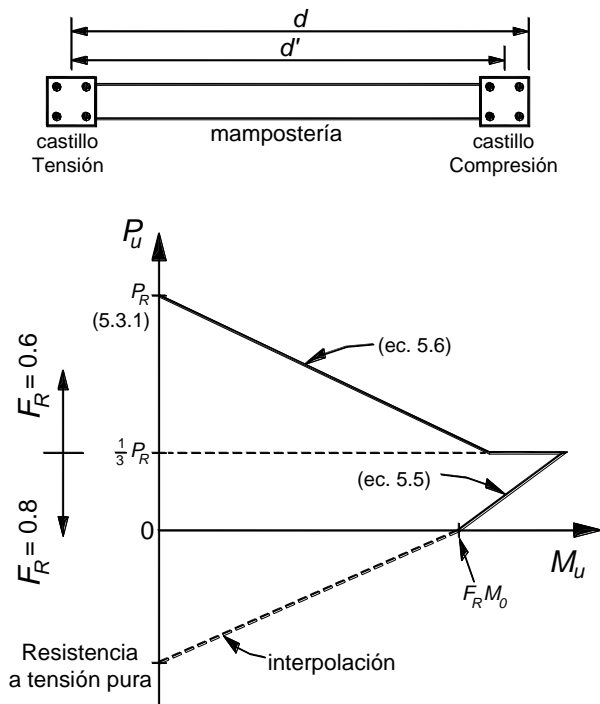 d
d'
castillo
Tensión
mampostería
castillo
Compresión
P_u
P_R
(5.3.1)
(ec. 5.6)
F_R = 0.6
1/3 P_R
(ec. 5.5)
F_R = 0.8
0
M_u
F_R M_0
Resistencia
a tensión pura
interpolación